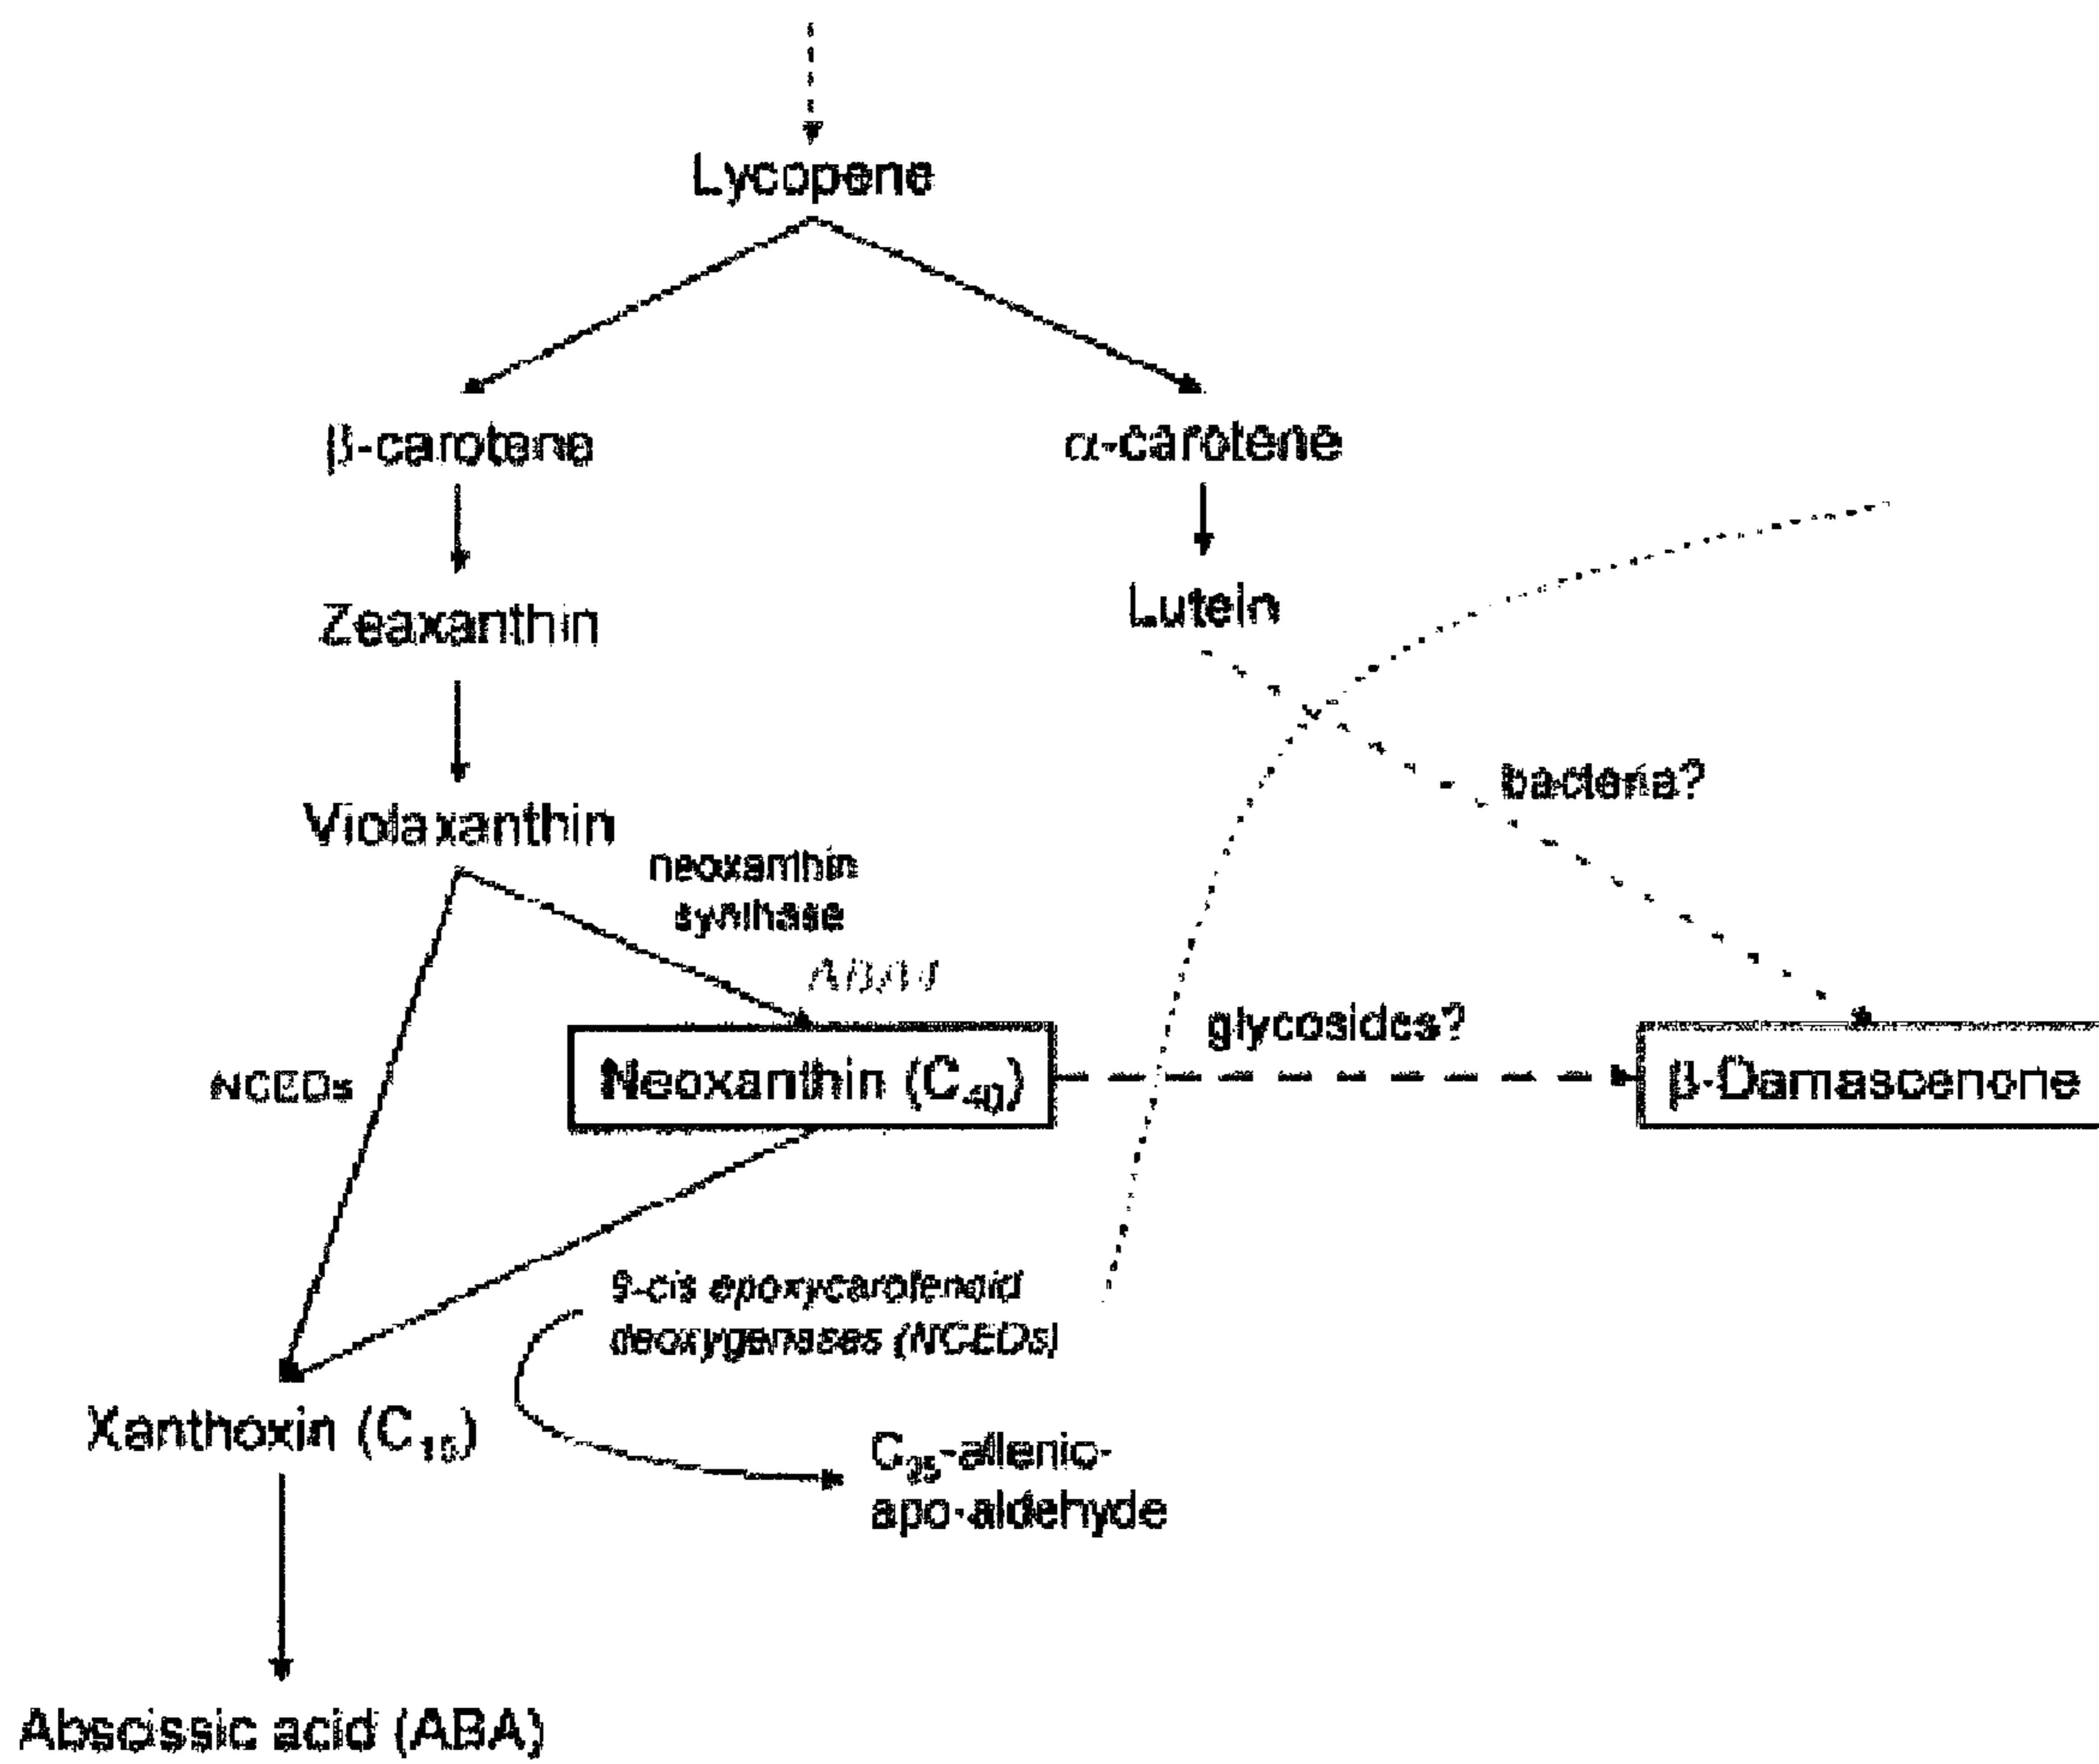 Lycopene
β-carotene
α-carotene
Zeaxanthin
Lutein
Violaxanthin
bacteria?
neoxanthin
synthase
ABA4
glycosides?
NCEDs
Neoxanthin (C₄₀)
β-Damascenone
9-cis epoxycarotenoid
deoxygenases (NCEDs)
Xanthoxin (C₁₅)
C₂₅-allenic-
apo-aldehyde
Abscissic acid (ABA)